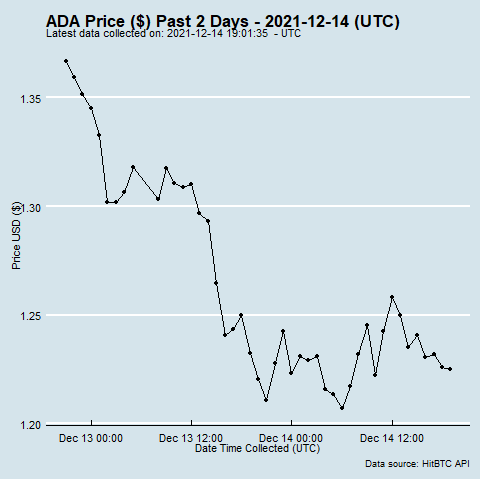 ADA Price ($) Past 2 Days - 2021-12-14 (UTC)
Latest data collected on: 2021-12-14 19:01:35  - UTC
1.35
1.30
1.25
1.20
Price USD ($)
Dec 13 00:00
Dec 13 12:00
Dec 14 00:00
Dec 14 12:00
Date Time Collected (UTC)
Data source: HitBTC API